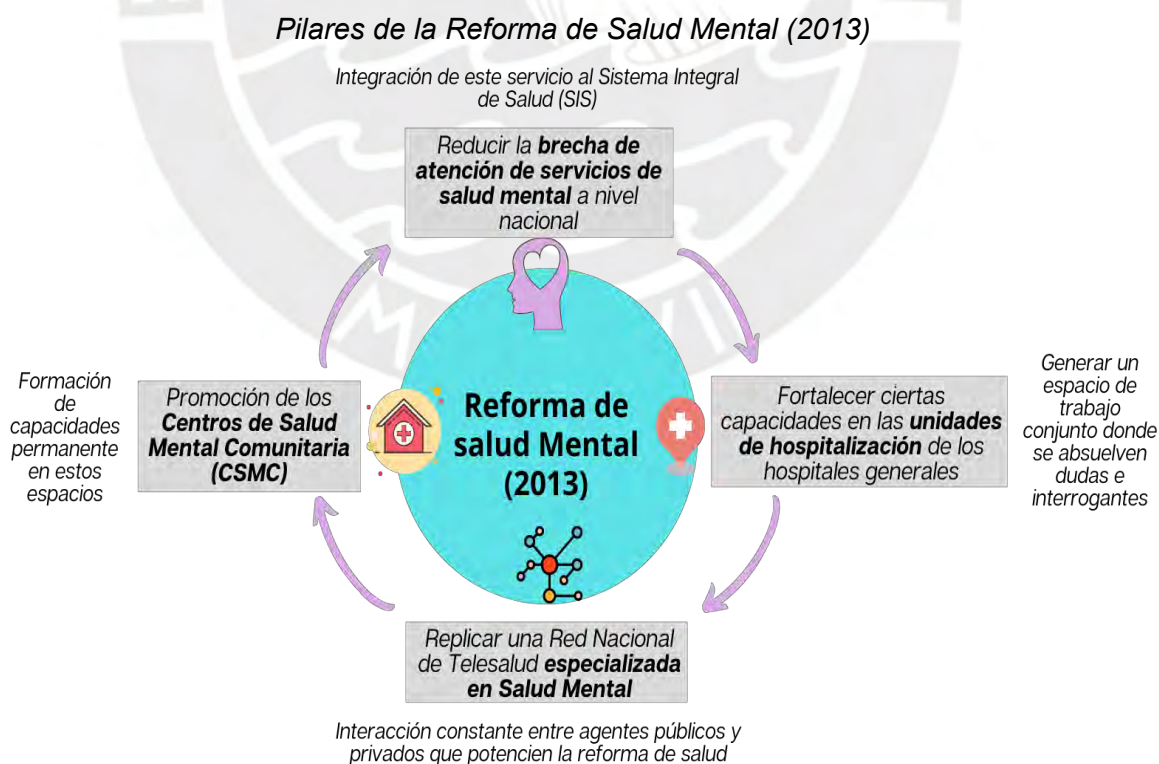 Pilares de la Reforma de Salud Mental (2013)
Integración de este servicio al Sistema Integral
de Salud (SIS)
Reducir la brecha de
atención de servicios de
salud mental a nivel
nacional
Formación
de
capacidades
permanente
en estos
espacios
Promoción de los
Centros de Salud
Mental Comunitaria
(CSMC)
Reforma de
salud Mental
(2013)
Fortalecer ciertas
capacidades en las unidades
de hospitalización de los
hospitales generales
Generar un
espacio de
trabajo
conjunto donde
se absuelven
dudas e
interrogantes
Replicar una Red Nacional
de Telesalud especializada
en Salud Mental
Interacción constante entre agentes públicos y
privados que potencien la reforma de salud